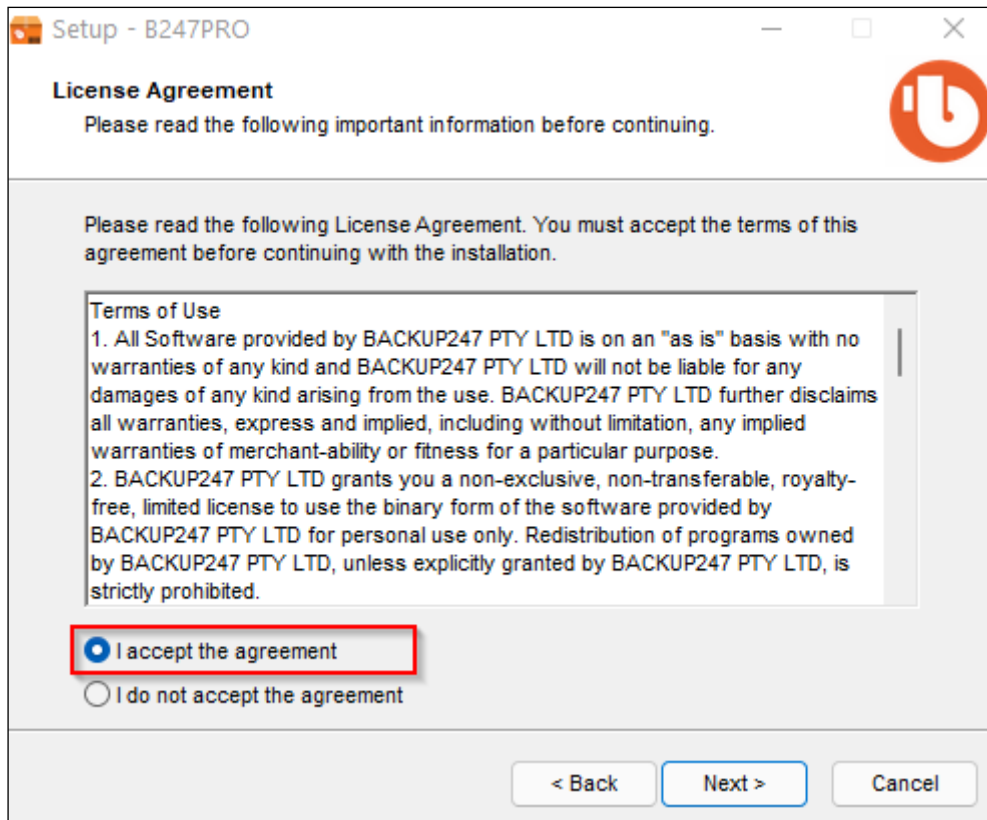 Setup - B247PRO
License Agreement
Please read the following important information before continuing.
Please read the following License Agreement. You must accept the terms of this
agreement before continuing with the installation.
Terms of Use
1. All Software provided by BACKUP247 PTY LTD is on an "as is" basis with no
warranties of any kind and BACKUP247 PTY LTD will not be liable for any
damages of any kind arising from the use. BACKUP247 PTY LTD further disclaims
all warranties, express and implied, including without limitation, any implied
warranties of merchant-ability or fitness for a particular purpose.
2. BACKUP247 PTY LTD grants you a non-exclusive, non-transferable, royalty-
free, limited license to use the binary form of the software provided by
BACKUP247 PTY LTD for personal use only. Redistribution of programs owned
by BACKUP247 PTY LTD, unless explicitly granted by BACKUP247 PTY LTD, is
strictly prohibited.
I accept the agreement
I do not accept the agreement
< Back Next > Cancel